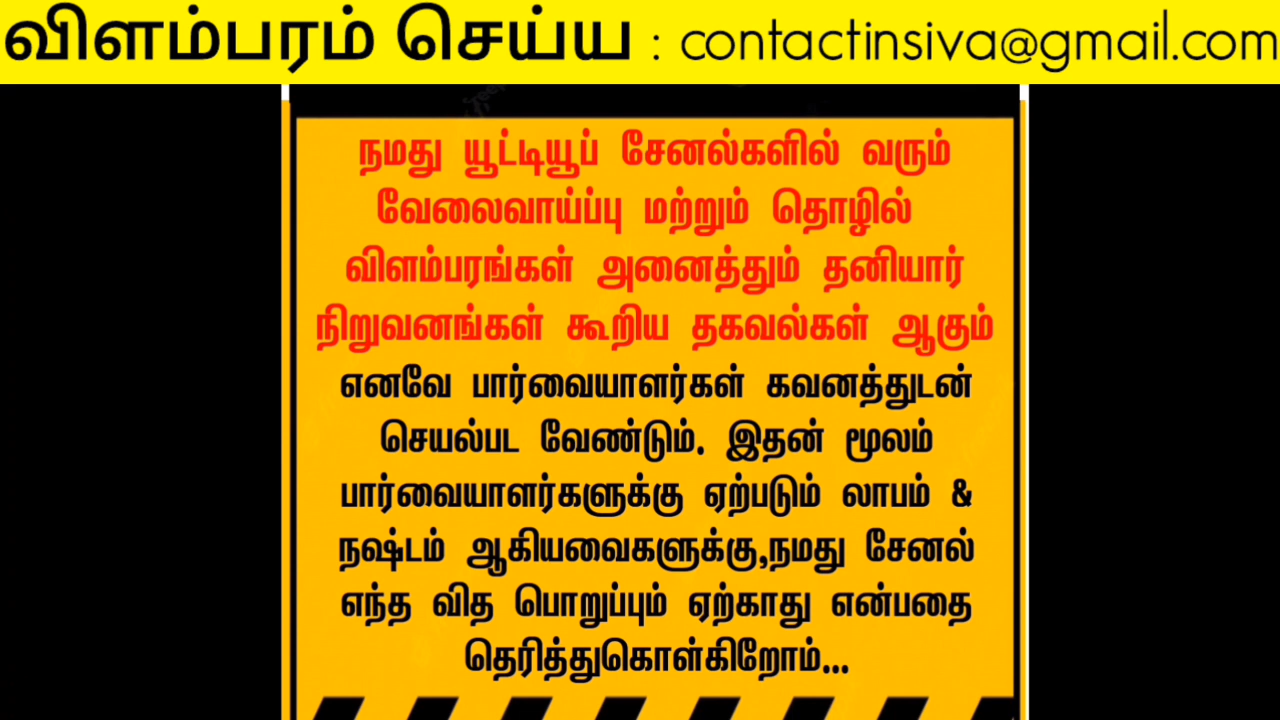 விளம்பரம் செய்ய : contactinsiva@gmail.com
நமது யூட்டியூப் சேனல்களில் வரும்
வேலைவாய்ப்பு மற்றும் தொழில்
விளம்பரங்கள் அனைத்தும் தனியார்
நிறுவனங்கள் கூறிய தகவல்கள் ஆகும்
எனவே பார்வையாளர்கள் கவனத்துடன்
செயல்பட வேண்டும். இதன் மூலம்
பார்வையாளர்களுக்கு ஏற்படும் லாபம் &
நஷ்டம் ஆகியவைகளுக்கு,நமது சேனல்
எந்த வித பொறுப்பும் ஏற்காது என்பதை
தெரித்துகொள்கிறோம்...